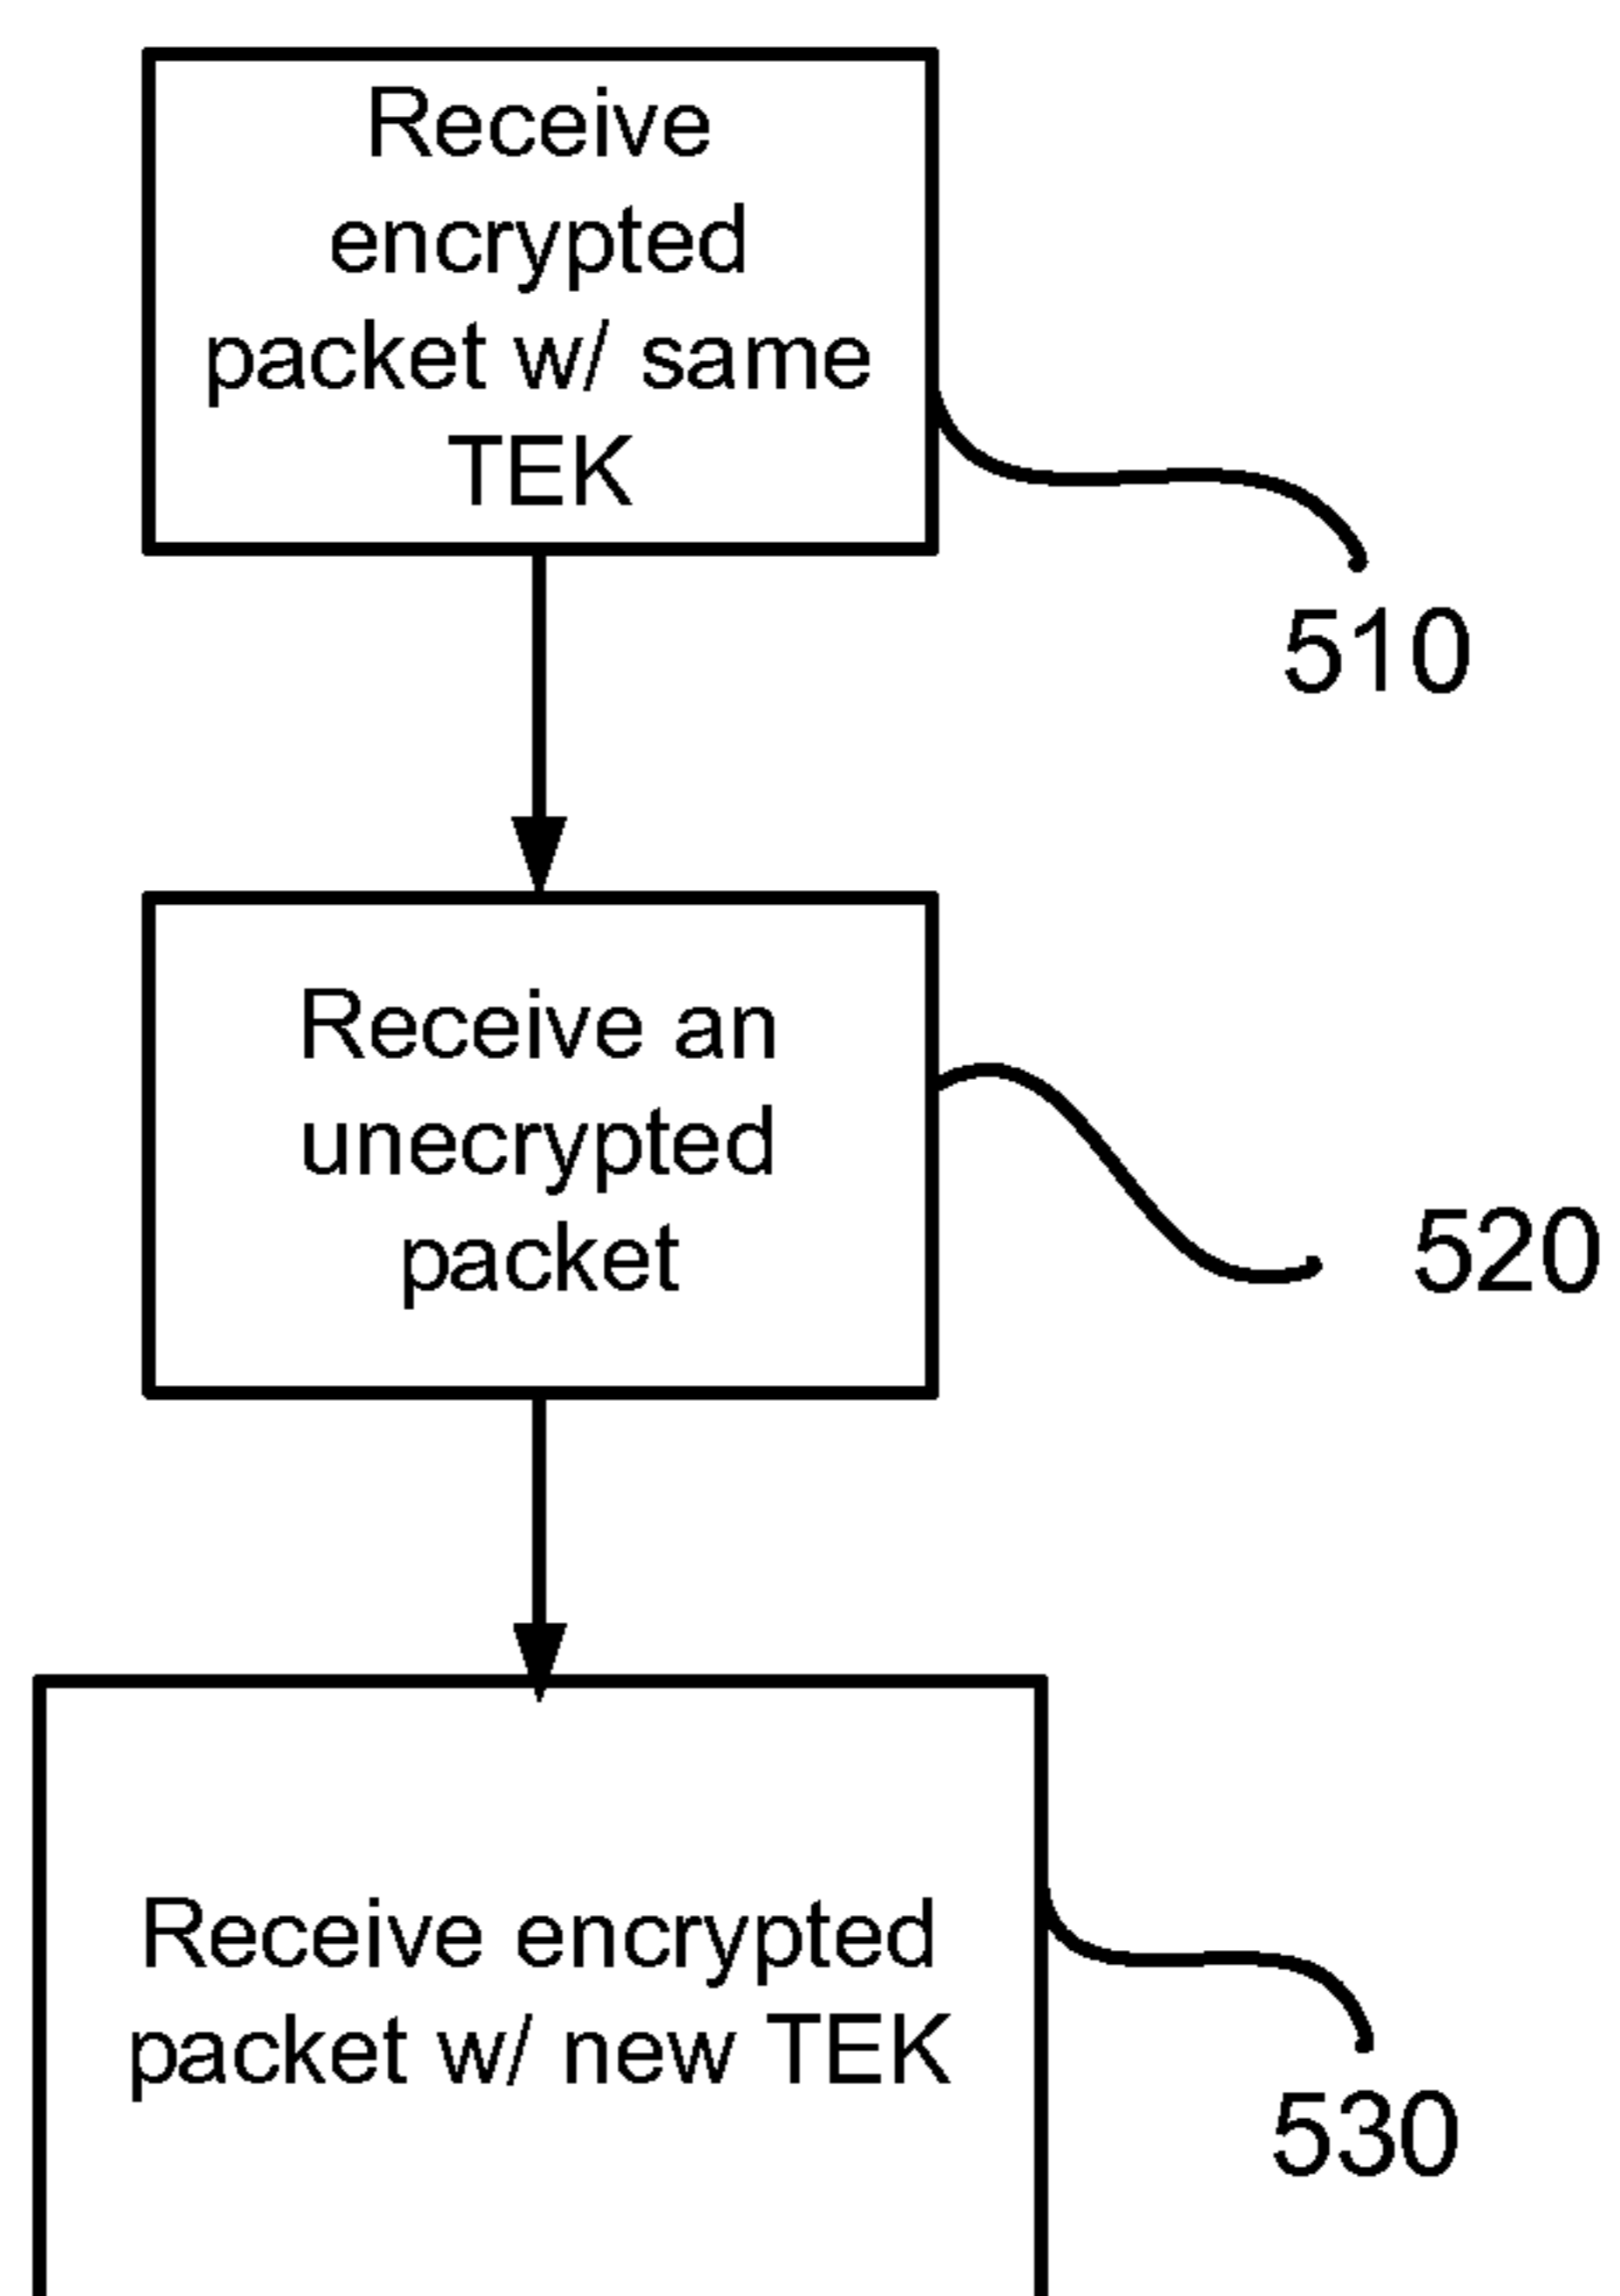 Receive
encrypted
packet w/ same
TEK
510
Receive an
unecrypted
packet
520
Receive encrypted
packet w/ new TEK
530